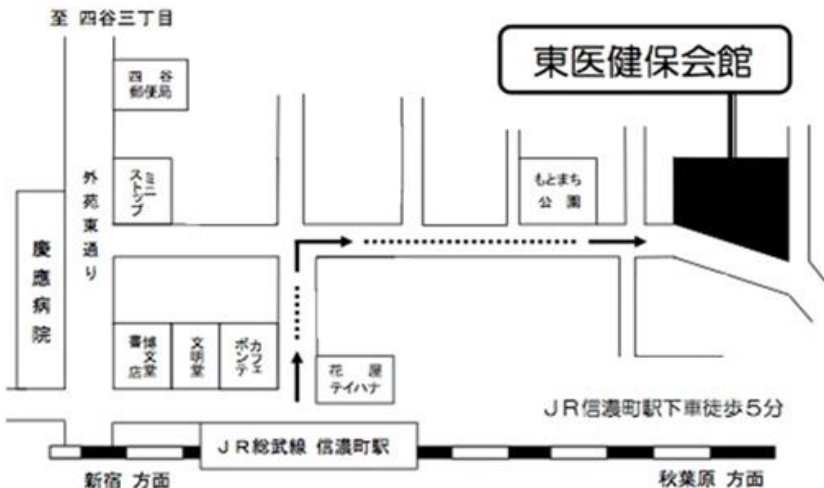 至 四谷三丁目
東医健保会館
四谷
郵便局
ミニ
ストップ
もとまち
公園
外苑東通り
慶應病院
博文堂
書店
文明堂
カフェ
ポンテ
花屋
テイハナ
JR信濃町駅下車徒歩5分
JR総武線 信濃町駅
新宿 方面
秋葉原 方面